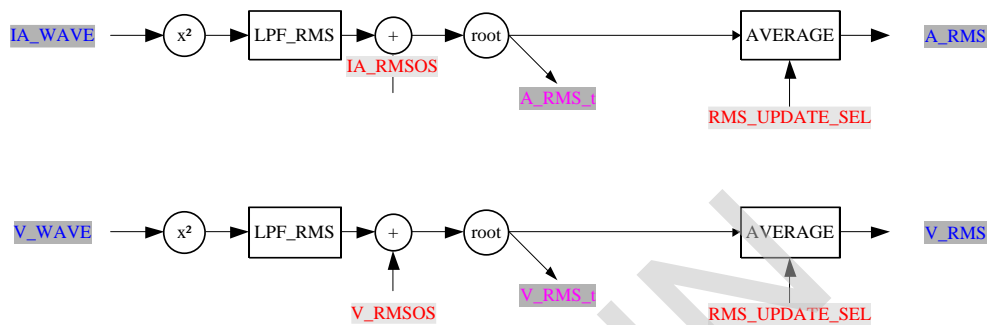 IA_WAVE x² LPF_RMS + root AVERAGE A_RMS
IA_RMSOS
A_RMS_t
RMS_UPDATE_SEL
V_WAVE x² LPF_RMS + root AVERAGE V_RMS
V_RMS_t
V_RMSOS RMS_UPDATE_SEL